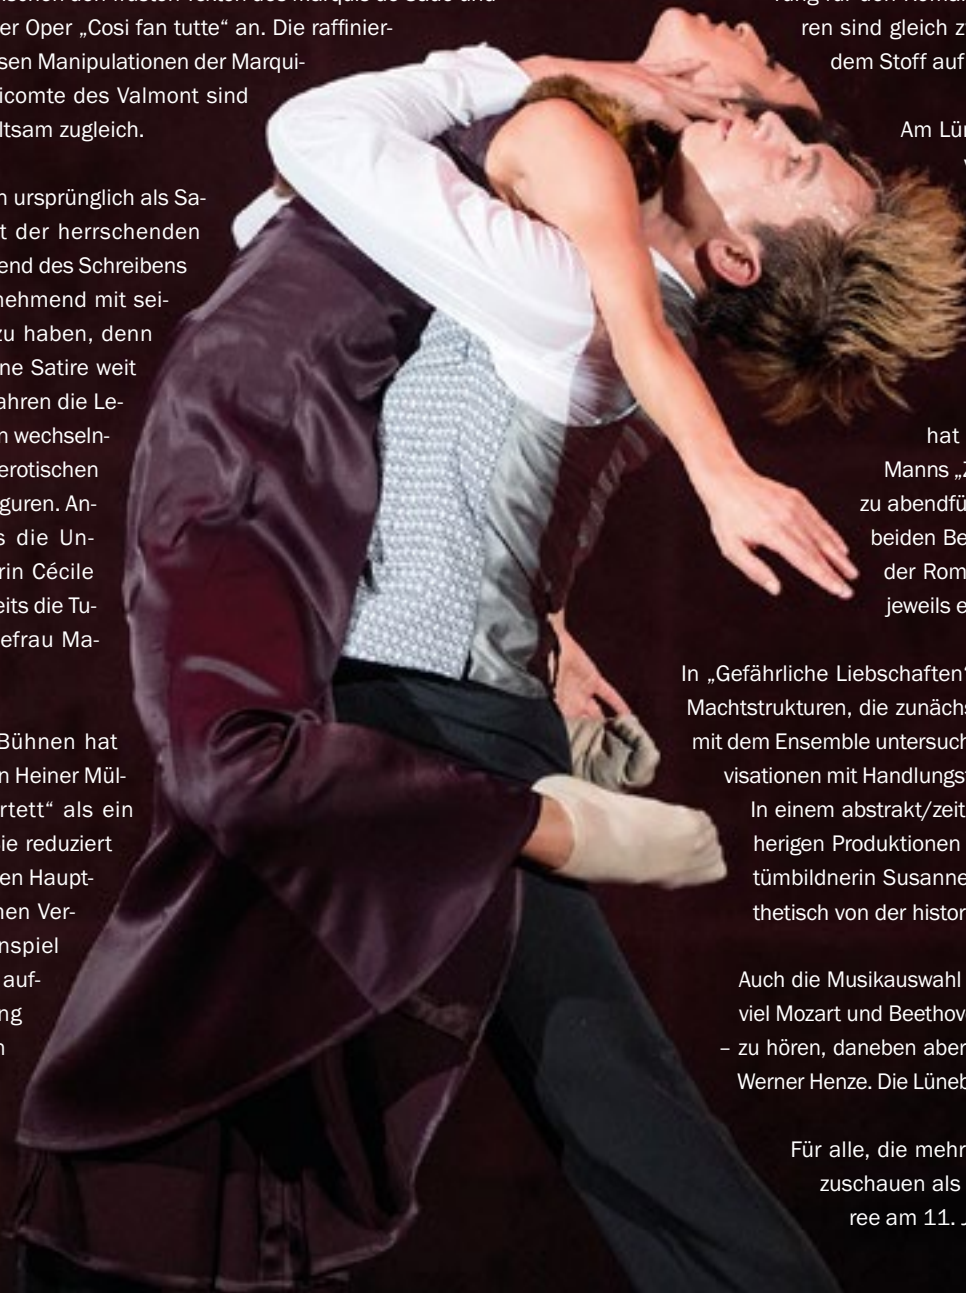 er Oper „Cosi fan tutte“ an. Die raffinier-
sen Manipulationen der Marqui-
icomte des Valmont sind
ltsam zugleich.
n ursprünglich als Sa-
t der herrschenden
end des Schreibens
nehmend mit sei-
zu haben, denn
ne Satire weit
ahren die Le-
n wechseln-
erotischen
guren. An-
s die Un-
rin Cécile
eits die Tu-
efrau Ma-
Bühnen hat
n Heiner Mül-
rtett“ als ein
ie reduziert
en Haupt-
nen Ver-
nspiel
auf-
ng
n
ren sind gleich z
dem Stoff auf
Am Lün
hat
Manns „Z
zu abendfü
beiden Be
der Rom
jeweils e
In „Gefährliche Liebschaften“
Machtstrukturen, die zunächs
mit dem Ensemble untersuch
visationen mit Handlungs
In einem abstrakt/zeit
herigen Produktionen
tümbildnerin Susanne
thetisch von der histor
Auch die Musikauswahl
viel Mozart und Beethov
– zu hören, daneben aber
Werner Henze. Die Lüneb
Für alle, die mehr
zuschauen als
ree am 11. J